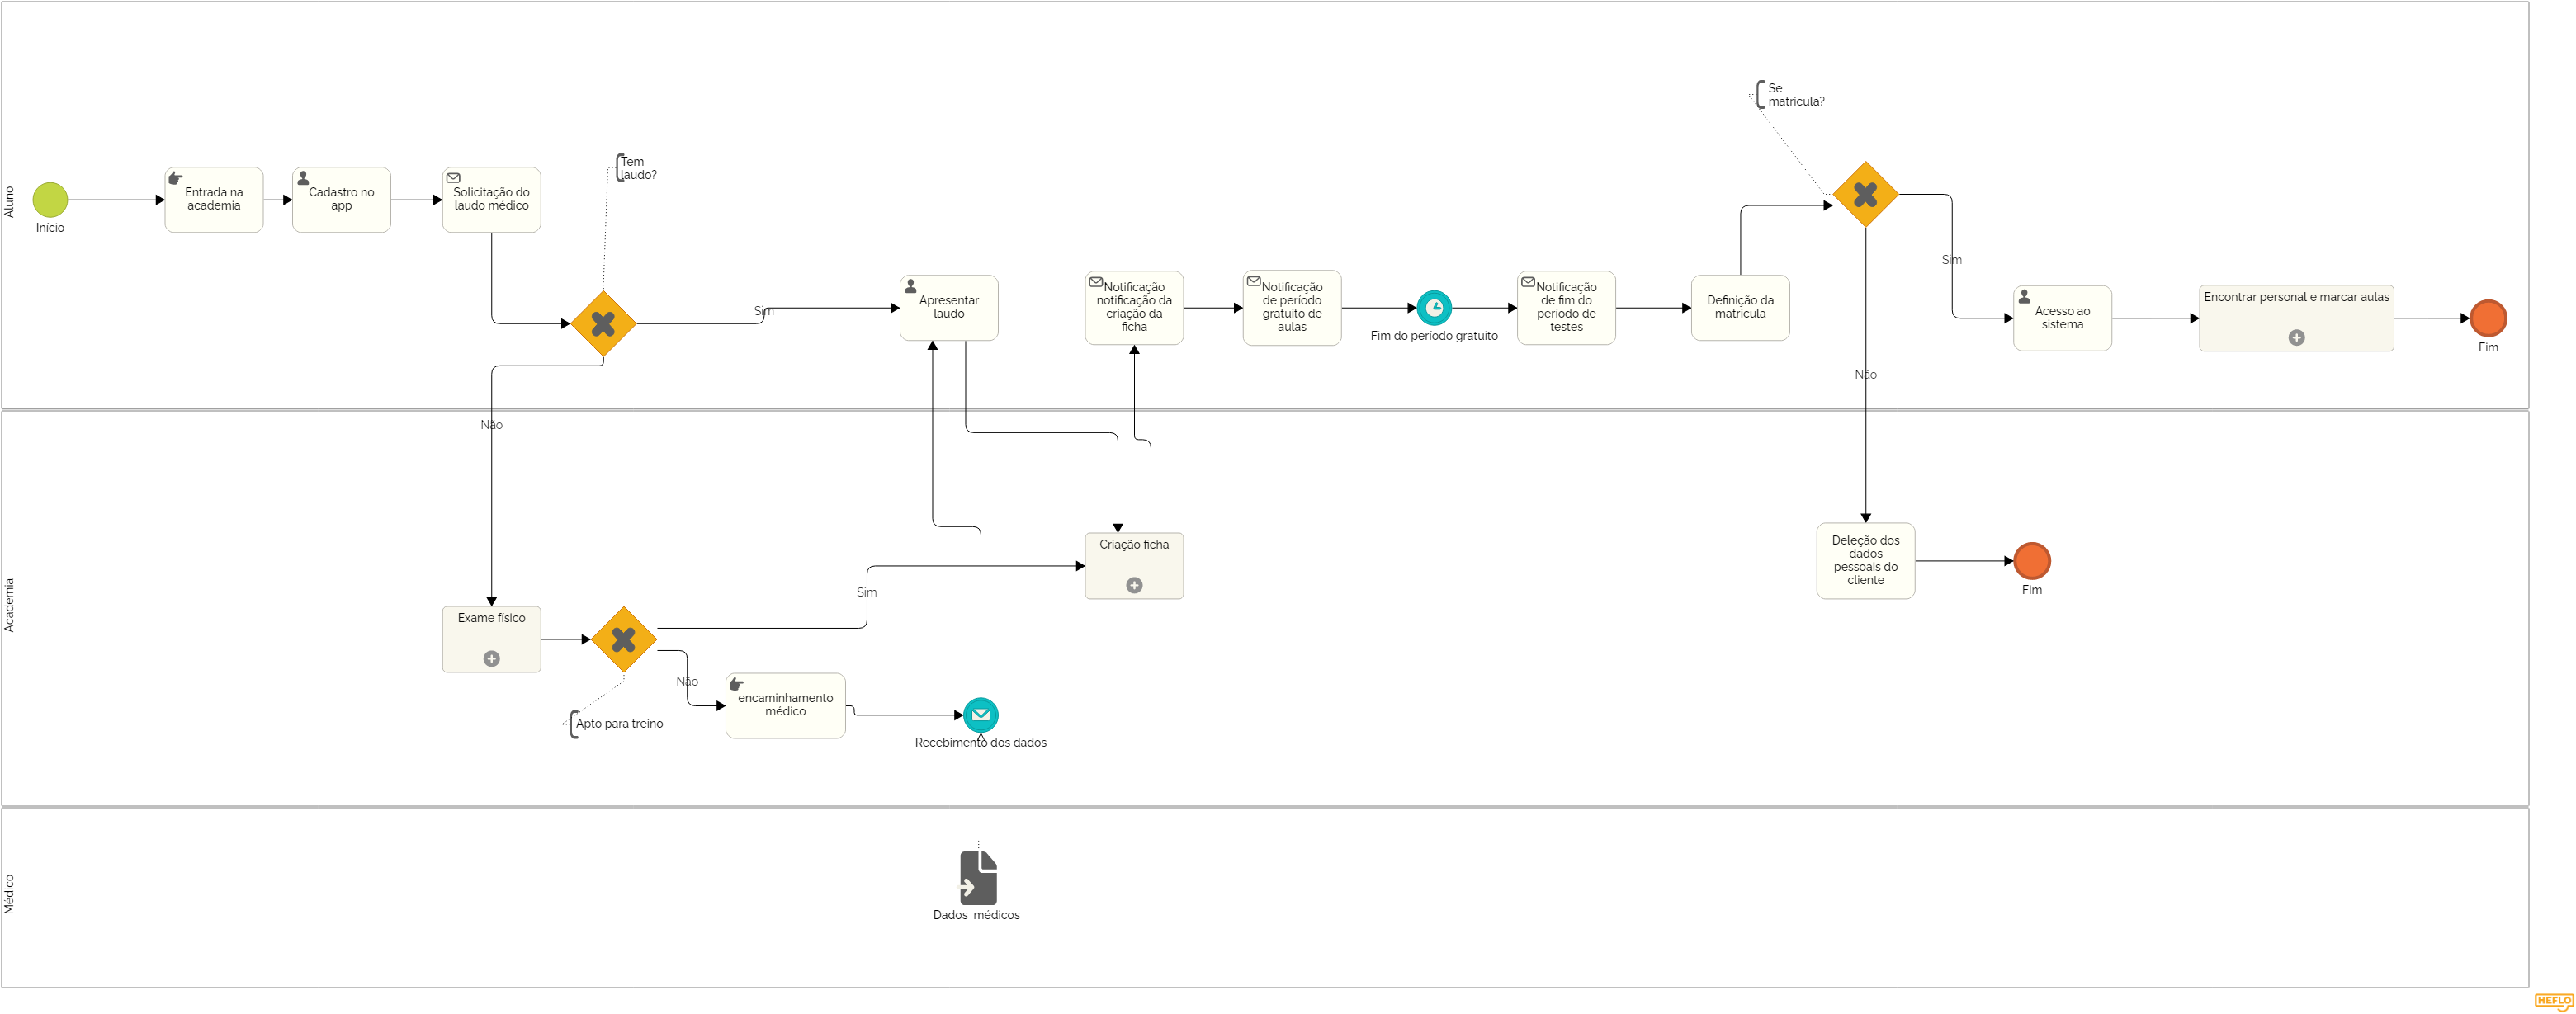 Aluno
Início
Entrada na
academia
Cadastro no
app
Solicitação do
laudo médico
Tem
laudo?
Sim
Não
Apresentar
laudo
Notificação
notificação da
criação da
ficha
Notificação
de período
gratuito de
aulas
Fim do período gratuito
Notificação
de fim do
período de
testes
Definição da
matricula
Se
matricula?
Sim
Não
Acesso ao
sistema
Encontrar personal e marcar aulas
Fim
Academia
Exame físico
Apto para treino
Sim
Não
encaminhamento
médico
Recebimento dos dados
Criação ficha
Deleção dos
dados
pessoais do
cliente
Fim
Médico
Dados  médicos
HEFLO